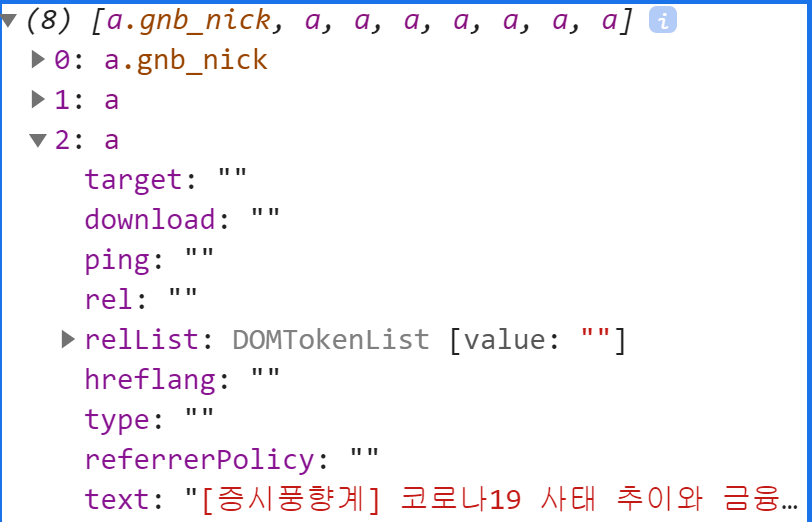 (8) [a.gnb_nick, a, a, a, a, a, a, a] i
0: a.gnb_nick
1: a
2: a
target: ""
download: ""
ping: ""
rel: ""
relList: DOMTokenList [value: ""]
hreflang: ""
type: ""
referrerPolicy: ""
text: "[증시풍향계] 코로나19 사태 추이와 금융…